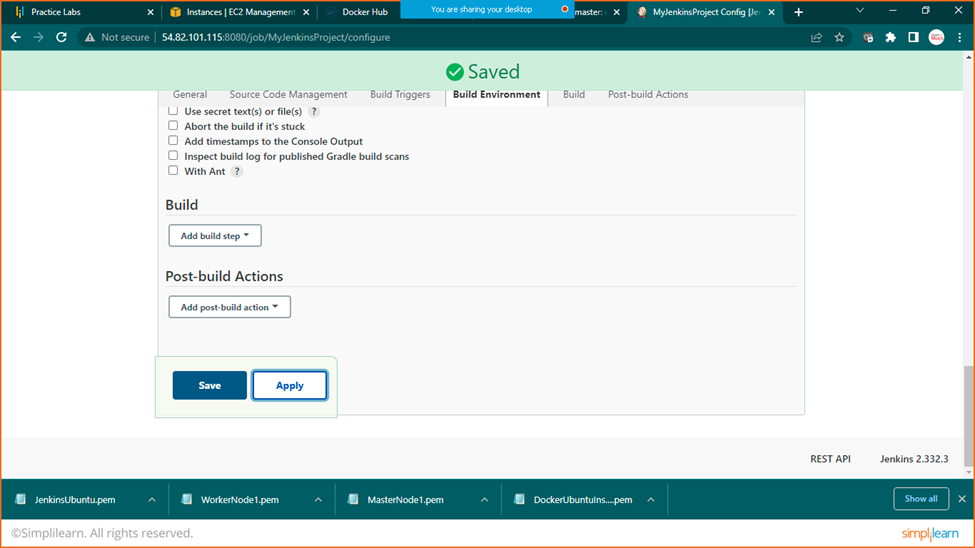 Practice Labs
Instances | EC2 Management
Docker Hub
You are sharing your desktop
master:
MyJenkinsProject Config [Je
Not secure | 54.82.101.115:8080/job/MyJenkinsProject/configure
Saved
General Source Code Management Build Triggers Build Environment Build Post-build Actions
Use secret text(s) or file(s) ?
Abort the build if it's stuck
Add timestamps to the Console Output
Inspect build log for published Gradle build scans
With Ant ?
Build
Add build step
Post-build Actions
Add post-build action
Save Apply
REST API Jenkins 2.332.3
JenkinsUbuntu.pem WorkerNode1.pem MasterNode1.pem DockerUbuntuIns....pem Show all
©Simplilearn. All rights reserved. simplilearn